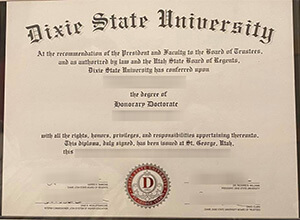 Dixie State University
At the recommendation of the President and Faculty to the Board of Trustees,
and as authorized by law and the Utah State Board of Regents,
Dixie State University has conferred upon
the degree of
Honorary Doctorate
with all the rights, honors, privileges, and responsibilities appertaining thereunto.
This diploma, duly signed, has been issued at St. George, Utah,
this
D